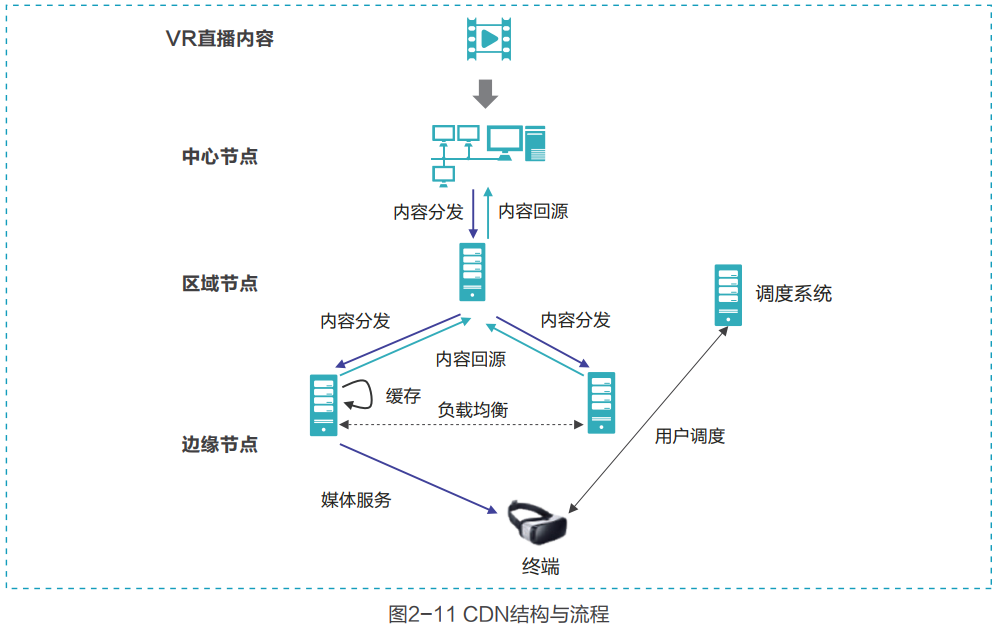 VR直播内容
中心节点
内容分发
内容回源
区域节点
调度系统
内容分发
内容分发
内容回源
缓存
负载均衡
用户调度
边缘节点
媒体服务
终端
图2-11 CDN结构与流程